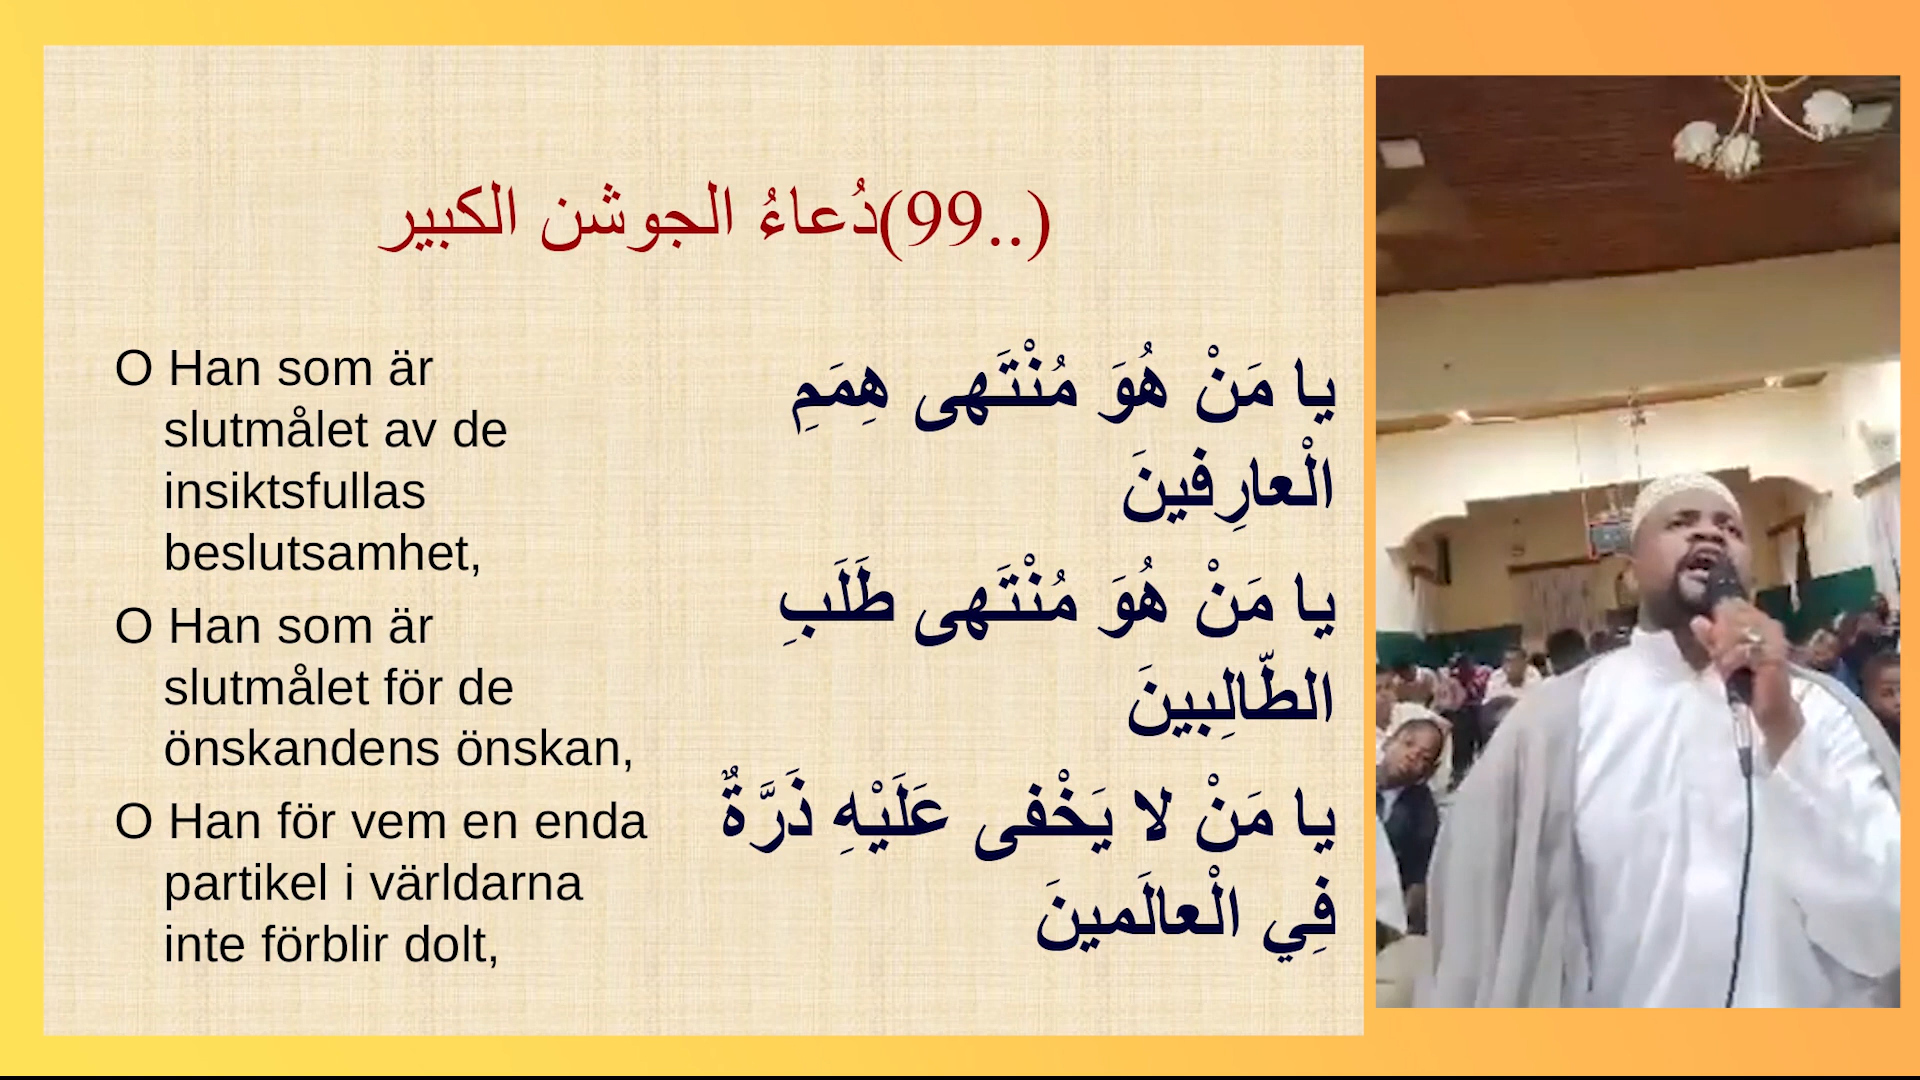 (..99)دُعاءُ الجوشن الكبير
O Han som är
slutmålet av de
insiktsfullas
beslutsamhet,
O Han som är
slutmålet för de
önskandens önskan,
O Han för vem en enda
partikel i världarna
inte förblir dolt,
يا مَنْ هُوَ مُنْتَهى هِمَمِ
الْعارِفينَ
يا مَنْ هُوَ مُنْتَهى طَلَبِ
الطّالِبينَ
يا مَنْ لا يَخْفى عَلَيْهِ ذَرَّةٌ
فِي الْعالَمينَ